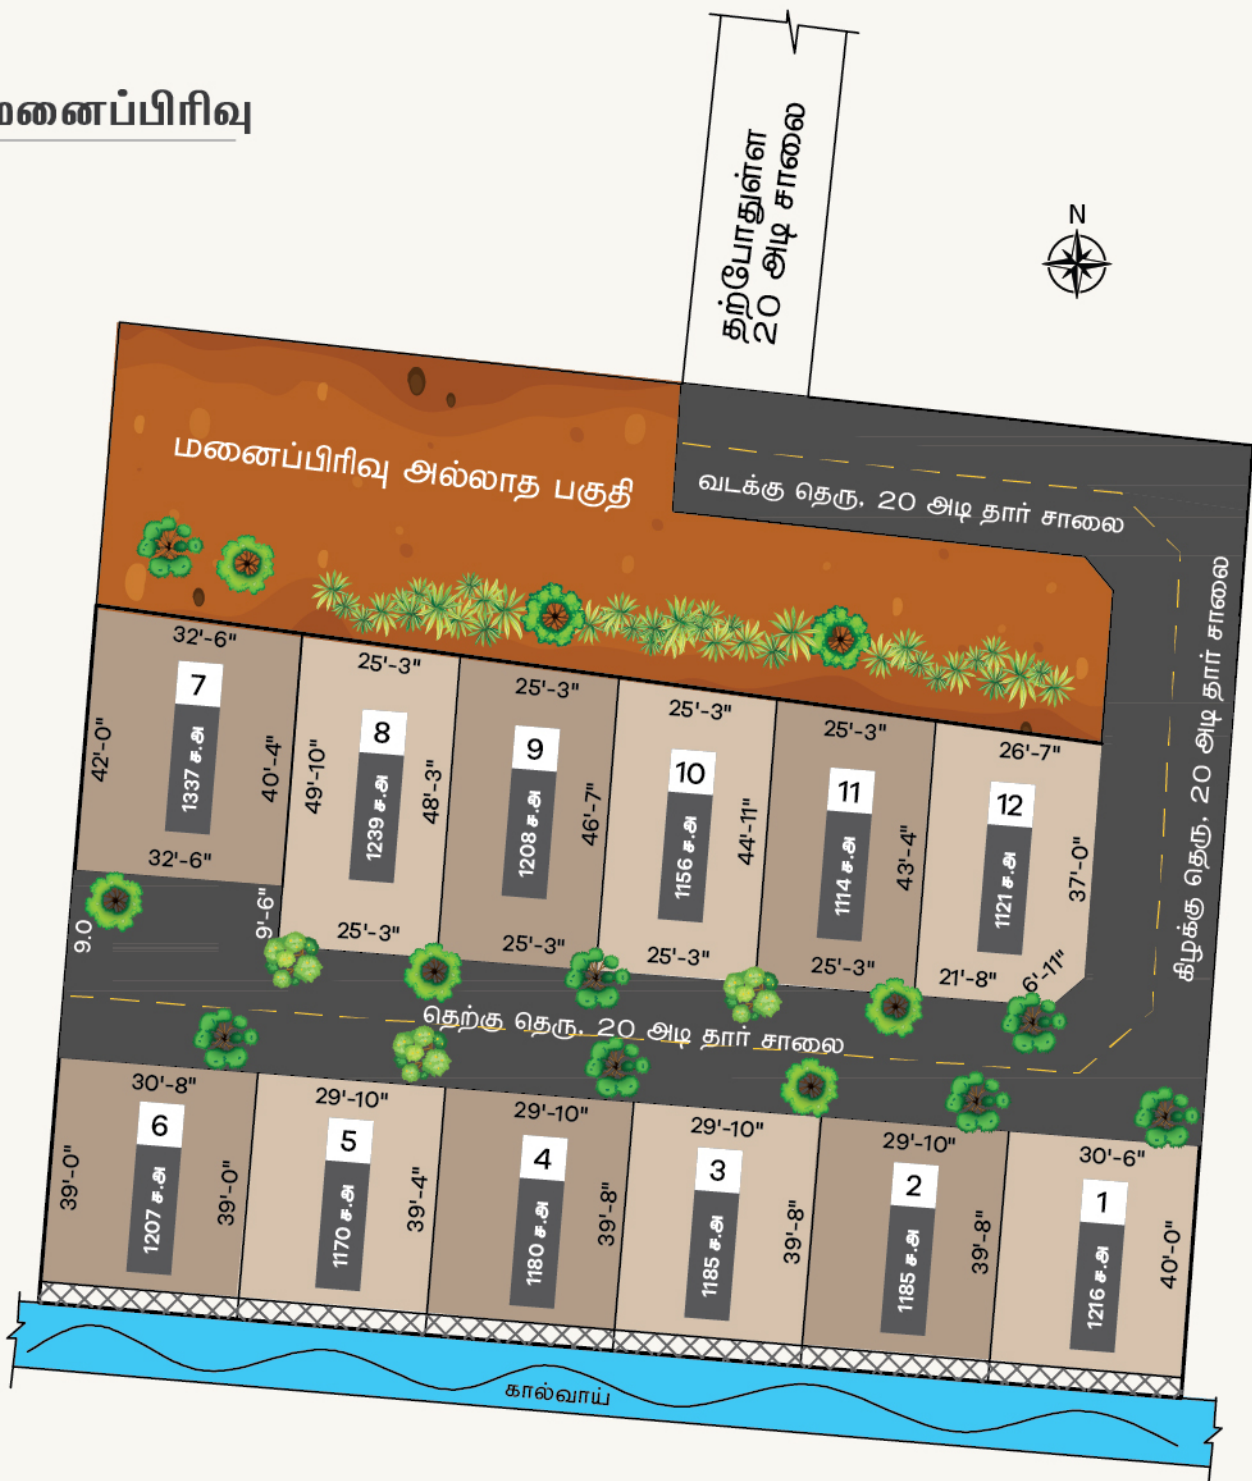 மனைப்பிரிவு
தற்போதுள்ள
20 அடி சாலை
N
மனைப்பிரிவு அல்லாத பகுதி
வடக்கு தெரு, 20 அடி தார் சாலை
கிழக்கு தெரு, 20 அடி தார் சாலை
32'-6"
7
1337 ச.அ
42'-0"
40'-4"
32'-6"
25'-3"
8
1239 ச.அ
49'-10"
48'-3"
25'-3"
25'-3"
9
1208 ச.அ
46'-7"
25'-3"
25'-3"
10
1156 ச.அ
44'-11"
25'-3"
25'-3"
11
1114 ச.அ
43'-4"
25'-3"
26'-7"
12
1121 ச.அ
37'-0"
21'-8"
6'-11"
9.0
9'-6"
தெற்கு தெரு, 20 அடி தார் சாலை
30'-8"
6
1207 ச.அ
39'-0"
39'-0"
29'-10"
5
1170 ச.அ
39'-4"
29'-10"
4
1180 ச.அ
39'-8"
29'-10"
3
1185 ச.அ
39'-8"
29'-10"
2
1185 ச.அ
39'-8"
30'-6"
1
1216 ச.அ
40'-0"
கால்வாய்